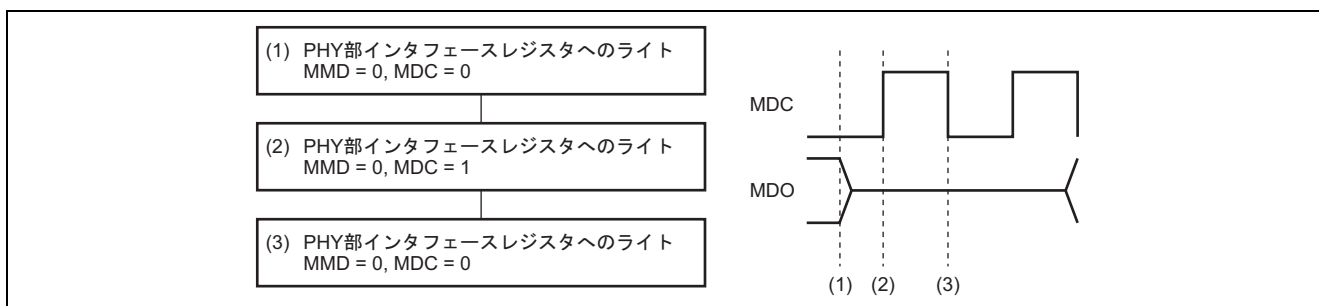 (1) PHY部インタフェースレジスタへのライト
MMD = 0, MDC = 0
(2) PHY部インタフェースレジスタへのライト
MMD = 0, MDC = 1
(3) PHY部インタフェースレジスタへのライト
MMD = 0, MDC = 0
MDC
MDO
(1) (2) (3)